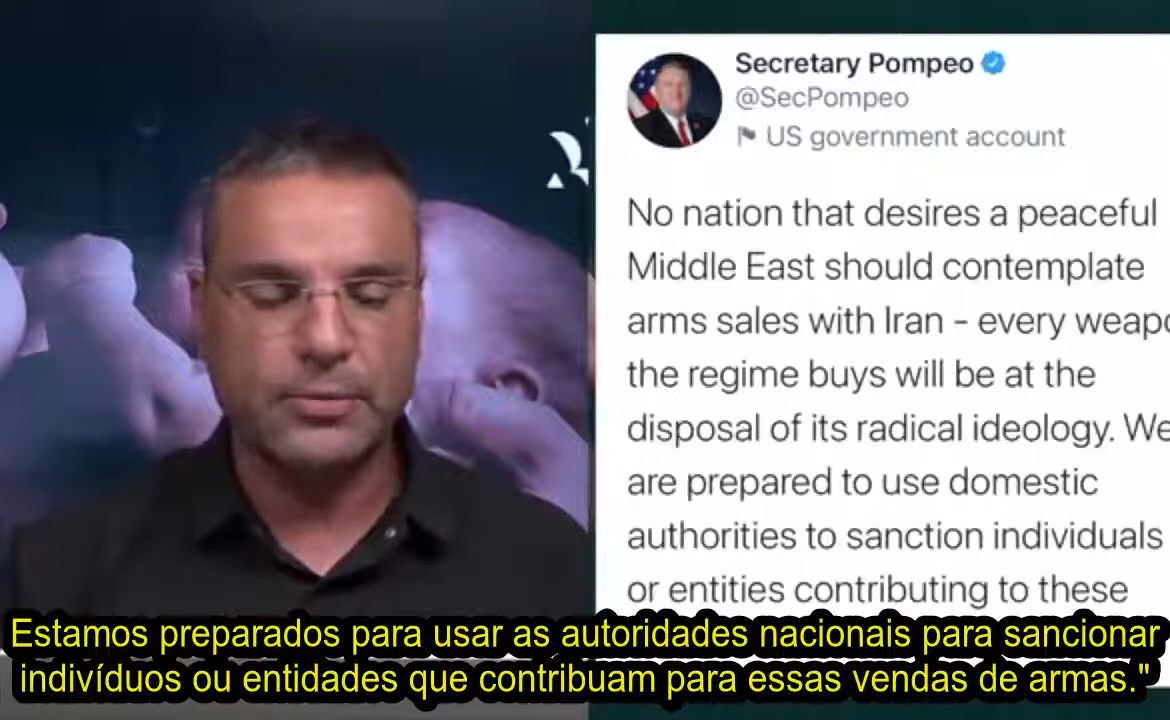 Secretary Pompeo
@SecPompeo
US government account
No nation that desires a peaceful
Middle East should contemplate
arms sales with Iran - every weapo
the regime buys will be at the
disposal of its radical ideology. We
are prepared to use domestic
authorities to sanction individuals
or entities contributing to these
Estamos preparados para usar as autoridades nacionais para sancionar
indivíduos ou entidades que contribuam para essas vendas de armas."